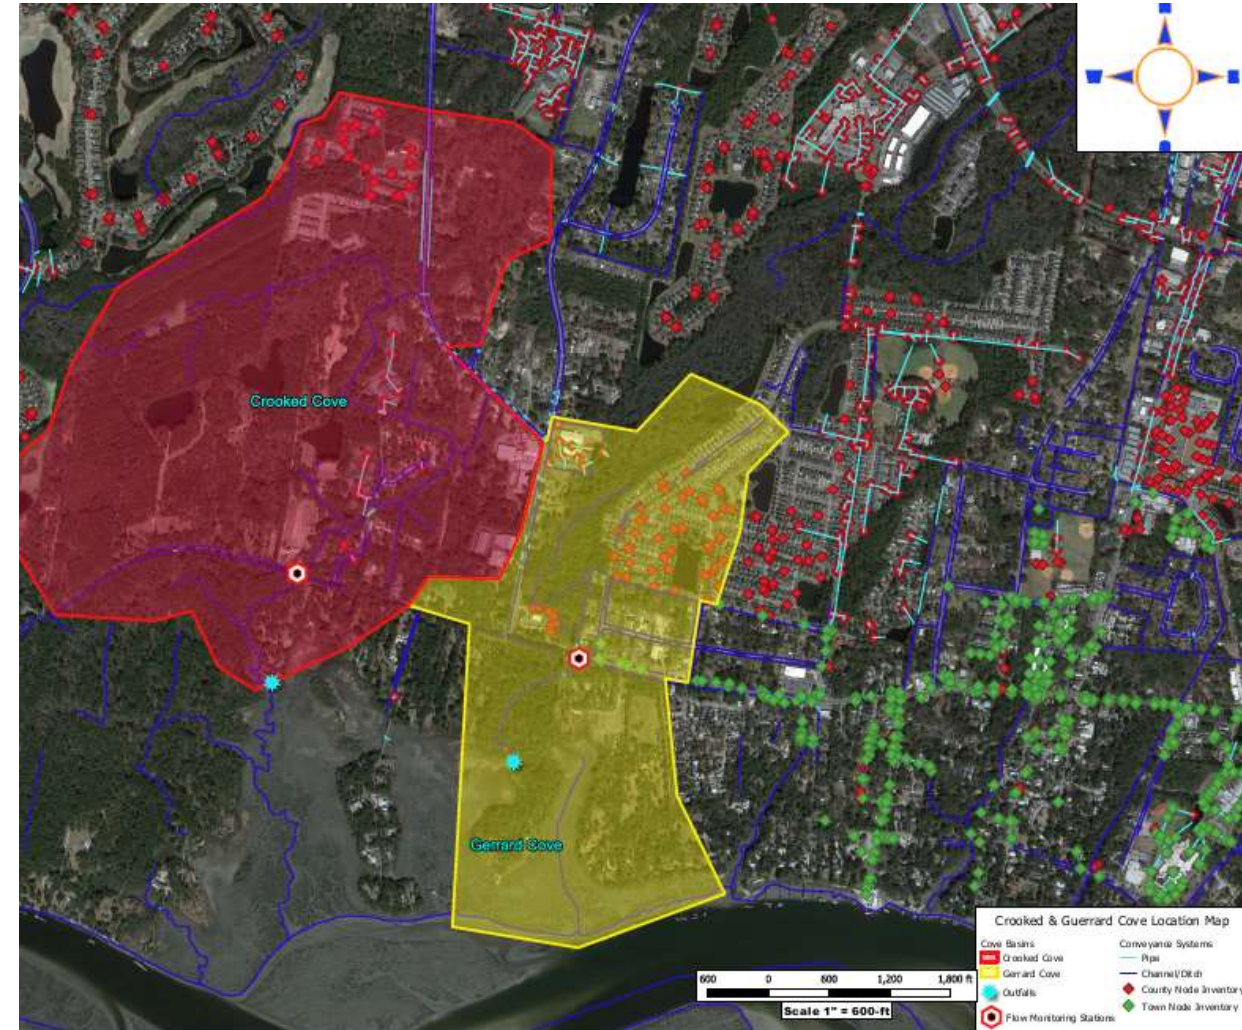 Crooked Cove
Gerrard Cove
600 0 600 1,200 1,800 ft
Scale 1" = 600-ft
Crooked & Guerrard Cove Location Map
Cove Basins
Crooked Cove
Gerrard Cove
Outfalls
Flow Monitoring Stations
Conveyance Systems
Pipe
Channel/Ditch
County Node Inventory
Town Node Inventory